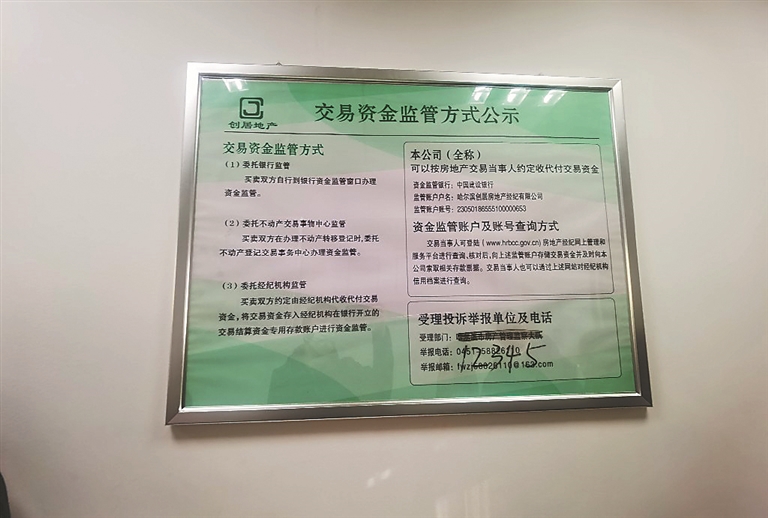 创居地产
交易资金监管方式公示
交易资金监管方式
(1)委托银行监管
买卖双方自行到银行资金监管窗口办理
资金监管。
(2)委托不动产交易事物中心监管
买卖双方在办理不动产转移登记时,委托
不动产登记交易事务中心办理资金监管。
(3)委托经纪机构监管
买卖双方约定由经纪机构代收代付交易
资金,将交易资金存入经纪机构在银行开立的
交易结算资金专用存款账户进行资金监管。
本公司(全称)
可以按房地产交易当事人约定收代付交易资金
资金监管银行:中国建设银行
监管账户户名:哈尔滨创居房地产经纪有限公司
监管账户账号:23050186555100000653
资金监管账户及账号查询方式
交易当事人可登陆(www.hrbcc.gov.cn)房地产经纪网上管理和
服务平台进行查询,核对后,向上述监管账户存储交易资金并及时向本
公司索取相关存款票据。交易当事人也可以通过上述网站对经纪机构
信用档案进行查询。
受理投诉举报单位及电话
受理部门:
举报电话:
12345
举报邮箱: